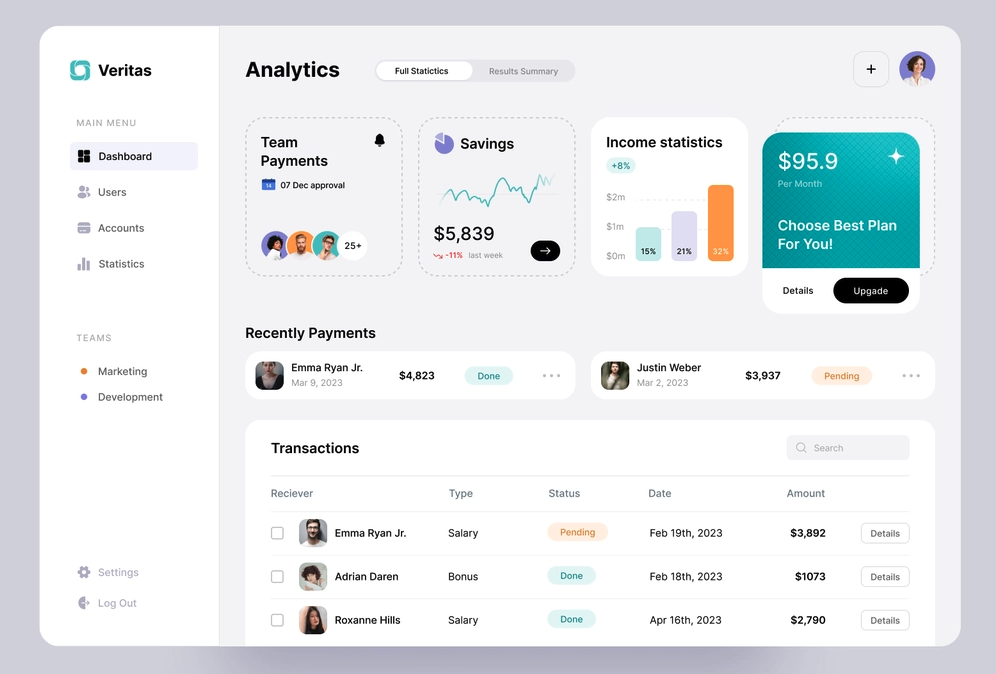 Veritas
MAIN MENU
Dashboard
Users
Accounts
Statistics
TEAMS
Marketing
Development
Settings
Log Out
Analytics
Full Statictics
Results Summary
+
Team
Payments
14
07 Dec approval
25+
Savings
$5,839
-11% last week
Income statistics
+8%
$2m
$1m
$0m
15%
21%
32%
$95.9
Per Month
Choose Best Plan
For You!
Details
Upgade
Recently Payments
Emma Ryan Jr.
Mar 9, 2023
$4,823
Done
Justin Weber
Mar 2, 2023
$3,937
Pending
Transactions
Search
Reciever Type Status Date Amount
Emma Ryan Jr. Salary Pending Feb 19th, 2023 $3,892 Details
Adrian Daren Bonus Done Feb 18th, 2023 $1073 Details
Roxanne Hills Salary Done Apr 16th, 2023 $2,790 Details